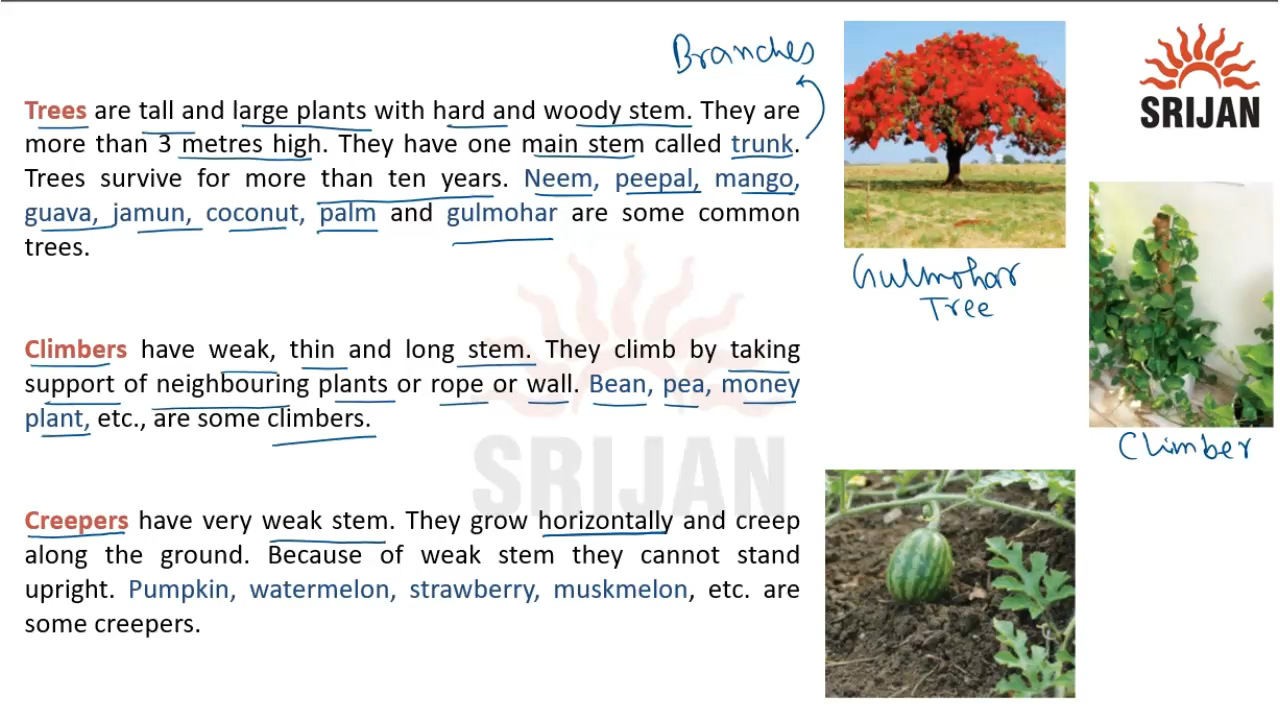 Branches
SRIJAN
Trees are tall and large plants with hard and woody stem. They are
more than 3 metres high. They have one main stem called trunk.
Trees survive for more than ten years. Neem, peepal, mango,
guava, jamun, coconut, palm and gulmohar are some common
trees.
Gulmohar
Tree
Climbers have weak, thin and long stem. They climb by taking
support of neighbouring plants or rope or wall. Bean, pea, money
plant, etc., are some climbers.
Climber
SRIJAN
Creepers have very weak stem. They grow horizontally and creep
along the ground. Because of weak stem they cannot stand
upright. Pumpkin, watermelon, strawberry, muskmelon, etc. are
some creepers.